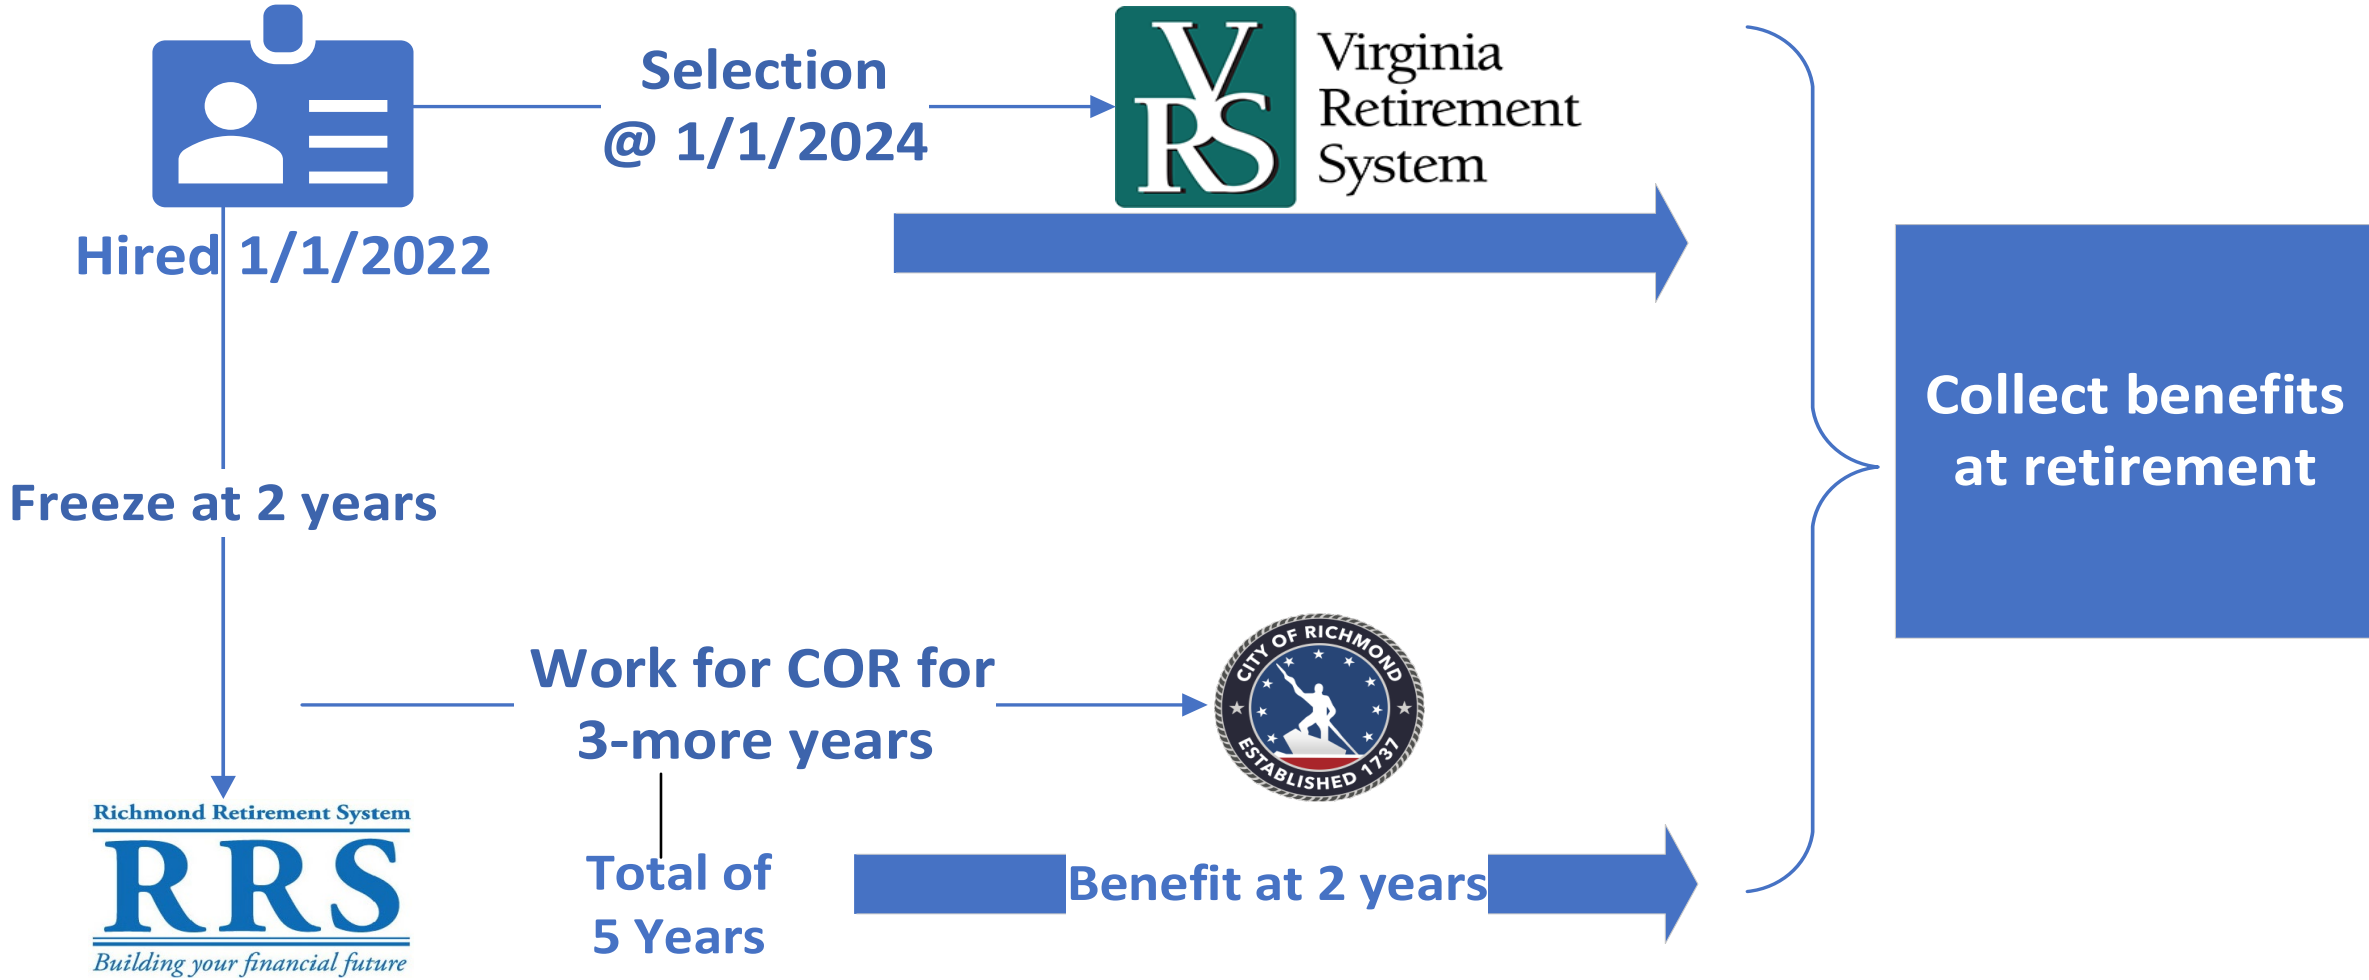 Selection
@ 1/1/2024
VRS
Virginia
Retirement
System
Hired 1/1/2022
Collect benefits
at retirement
Freeze at 2 years
Work for COR for
3-more years
CITY OF RICHMOND
ESTABLISHED 1737
Richmond Retirement System
RRS
Building your financial future
Total of
5 Years
Benefit at 2 years